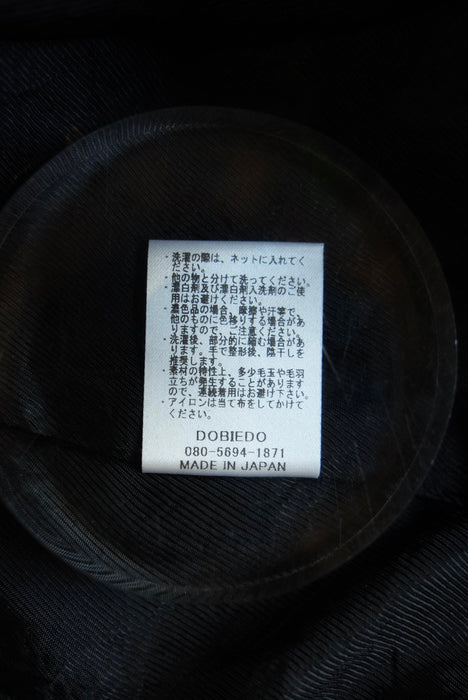 ・洗濯の際は、ネットに入れてく
ださい。
・他の物と分けて洗ってください。
・漂白剤及び漂白剤入洗剤のご使
用はお避けください。
・濃色品の場合、摩擦や汗等で、
他のものに色移りする場合があ
りますので、ご注意ください。
・洗濯後、部分的に縮む場合があ
ります。手で整形後、陰干しを
推奨します。
・素材の特性上、多少毛玉や毛羽
立ちが発生することがあります
ので、連続着用はお避け下さい。
・アイロンは当て布をしてかけて
ください。
DOBIEDO
080-5694-1871
MADE IN JAPAN